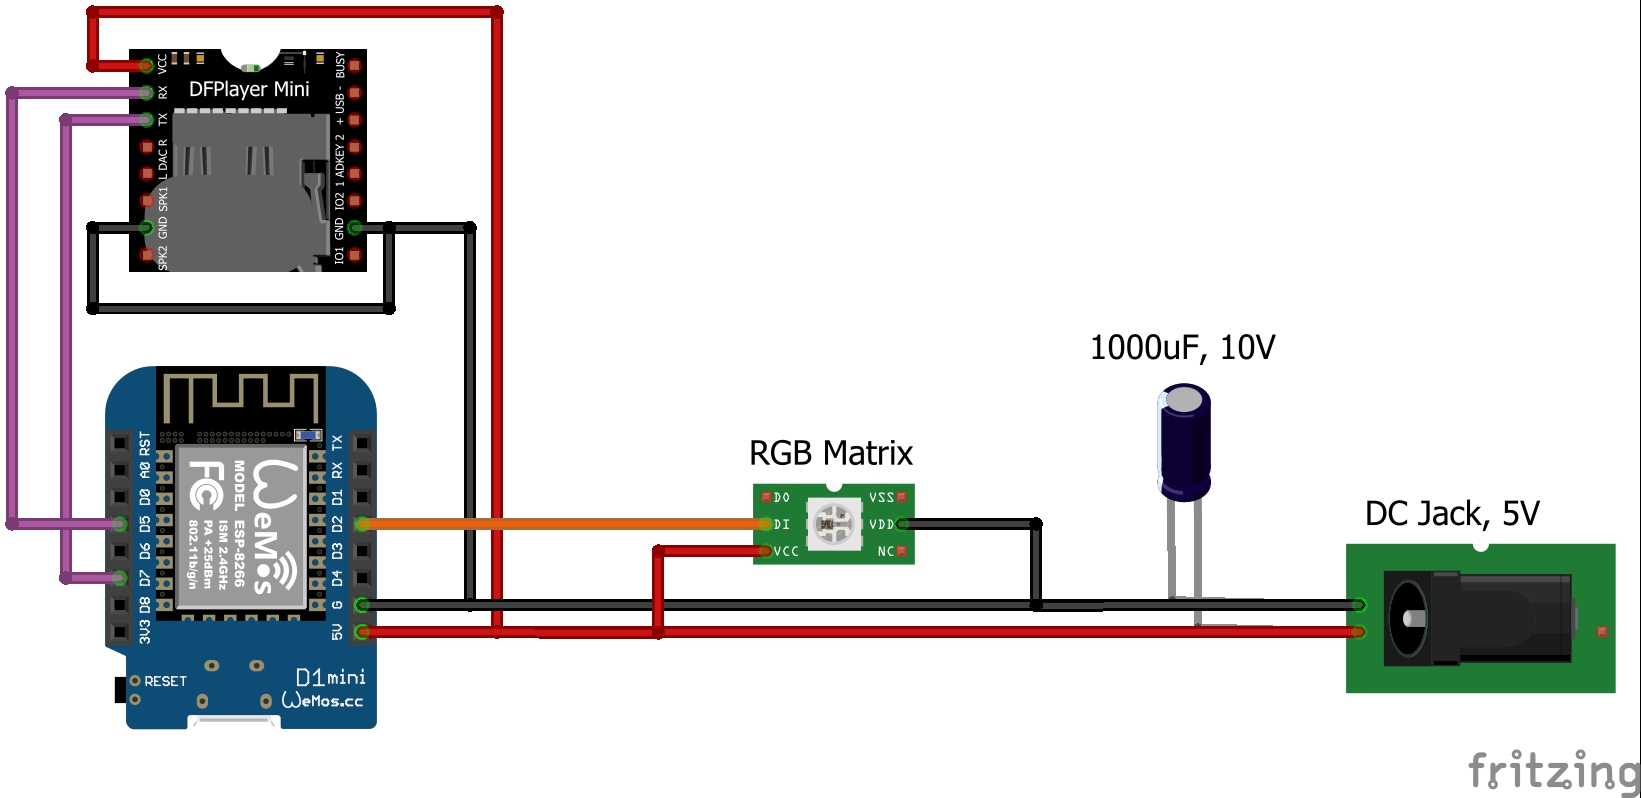 VCC
RX
TX
DAC R
L
SPK1
GND
SPK2
DFPlayer Mini
BUSY
USB -
+
ADKEY 2
1
IO2
GND
IO1
RST
A0
D0
D5
D6
D7
D8
3V3
WeMos
MODEL ESP-8266
FC
ISM 2.4GHz
PA +25dBm
802.11b/g/n
TX
RX
D1
D2
D3
D4
G
5V
RESET
D1mini
WeMos.cc
RGB Matrix
DO
DI
VCC
VSS
VDD
NC
1000uF, 10V
DC Jack, 5V
fritzing